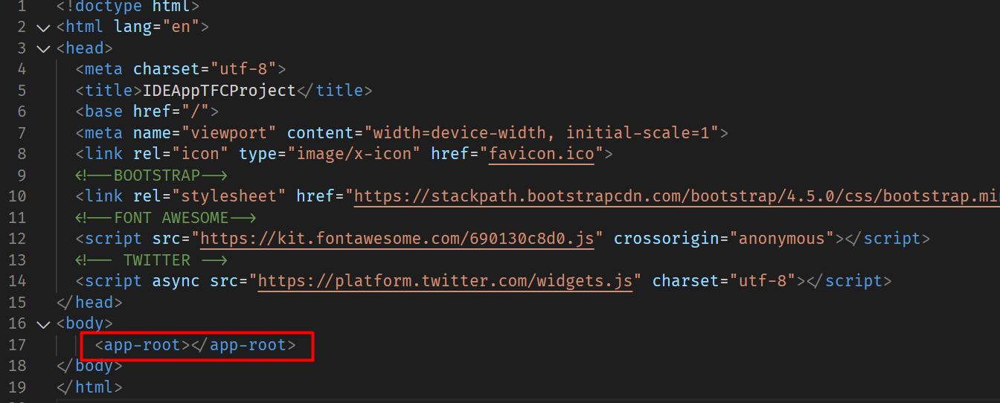 1 <!doctype html>
2 <html lang="en">
3 <head>
4 <meta charset="utf-8">
5 <title>IDEAppTFCProject</title>
6 <base href="/">
7 <meta name="viewport" content="width=device-width, initial-scale=1">
8 <link rel="icon" type="image/x-icon" href="favicon.ico">
9 <!--BOOTSTRAP-->
10 <link rel="stylesheet" href="https://stackpath.bootstrapcdn.com/bootstrap/4.5.0/css/bootstrap.mi
11 <!--FONT AWESOME-->
12 <script src="https://kit.fontawesome.com/690130c8d0.js" crossorigin="anonymous"></script>
13 <!-- TWITTER -->
14 <script async src="https://platform.twitter.com/widgets.js" charset="utf-8"></script>
15 </head>
16 <body>
17 <app-root></app-root>
18 </body>
19 </html>